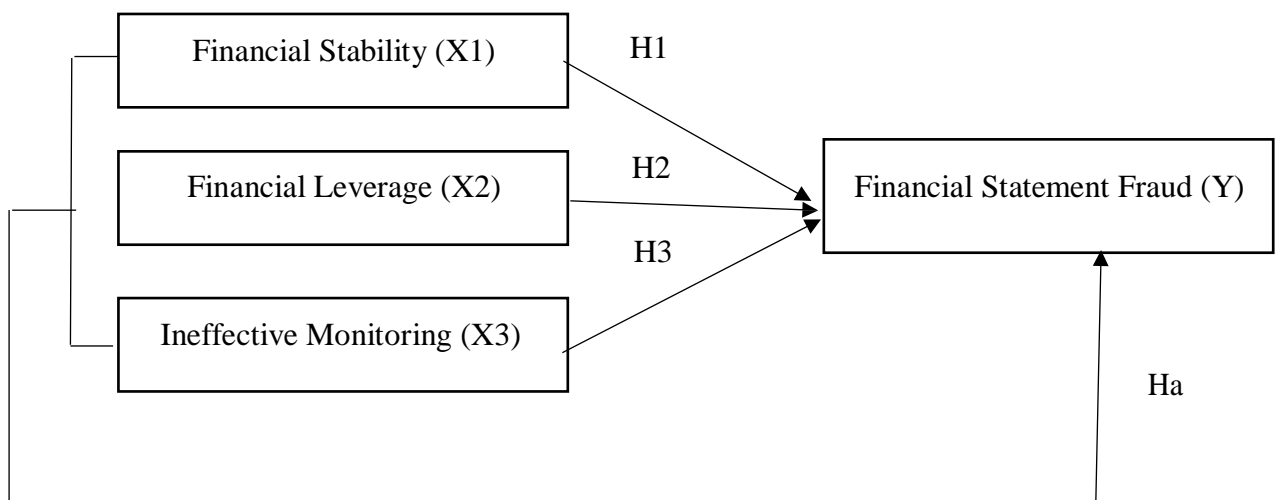 Financial Stability (X1)
H1
Financial Leverage (X2)
H2
Financial Statement Fraud (Y)
H3
Ineffective Monitoring (X3)
Ha